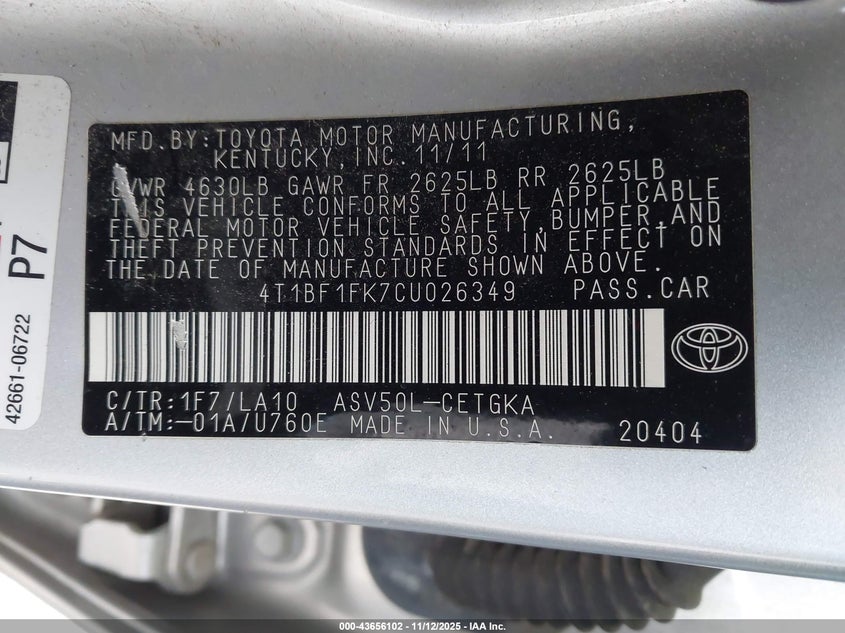 MFD.BY:TOYOTA MOTOR MANUFACTURING,
KENTUCKY,INC.11/11
GVWR 4630LB GAWR FR 2625LB RR 2625LB
THIS VEHICLE CONFORMS TO ALL APPLICABLE
FEDERAL MOTOR VEHICLE SAFETY,BUMPER,AND
THEFT PREVENTION STANDARDS IN EFFECT ON
THE DATE OF MANUFACTURE SHOWN ABOVE.
4T1BF1FK7CU026349 PASS.CAR
C/TR:1F7/LA10 ASV50L-CETGKA
A/TM:-01A/U760E MADE IN U.S.A. 20404
P7
42661-06722
000-43656102 - 11/12/2025 - IAA Inc.